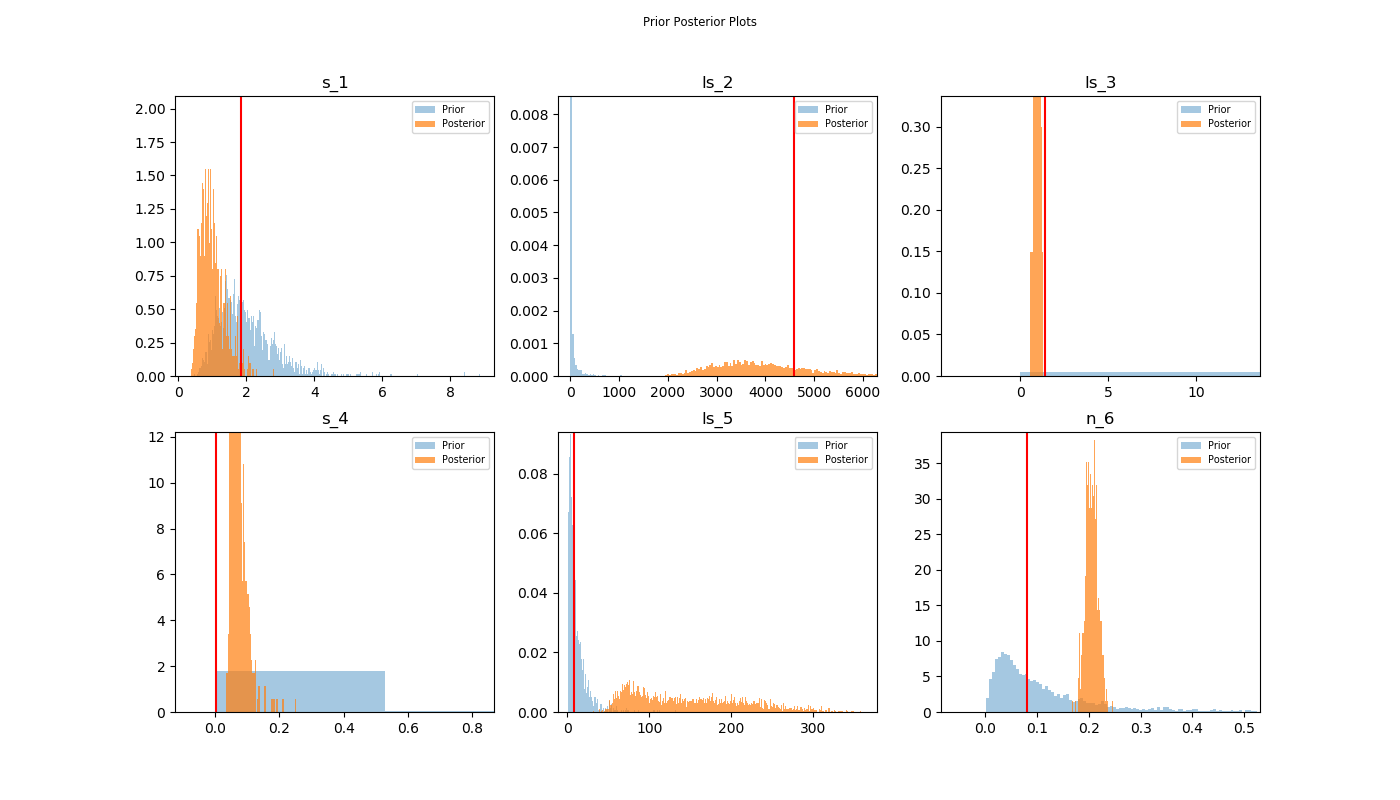 Prior Posterior Plots
s_1
ls_2
ls_3
2.00
1.75
1.50
1.25
1.00
0.75
0.50
0.25
0.00
0 2 4 6 8
Prior
Posterior
0.008
0.007
0.006
0.005
0.004
0.003
0.002
0.001
0.000
0 1000 2000 3000 4000 5000 6000
Prior
Posterior
0.30
0.25
0.20
0.15
0.10
0.05
0.00
0 5 10
Prior
Posterior
s_4
ls_5
n_6
12
10
8
6
4
2
0
0.0 0.2 0.4 0.6 0.8
Prior
Posterior
0.08
0.06
0.04
0.02
0.00
0 100 200 300
Prior
Posterior
35
30
25
20
15
10
5
0
0.0 0.1 0.2 0.3 0.4 0.5
Prior
Posterior